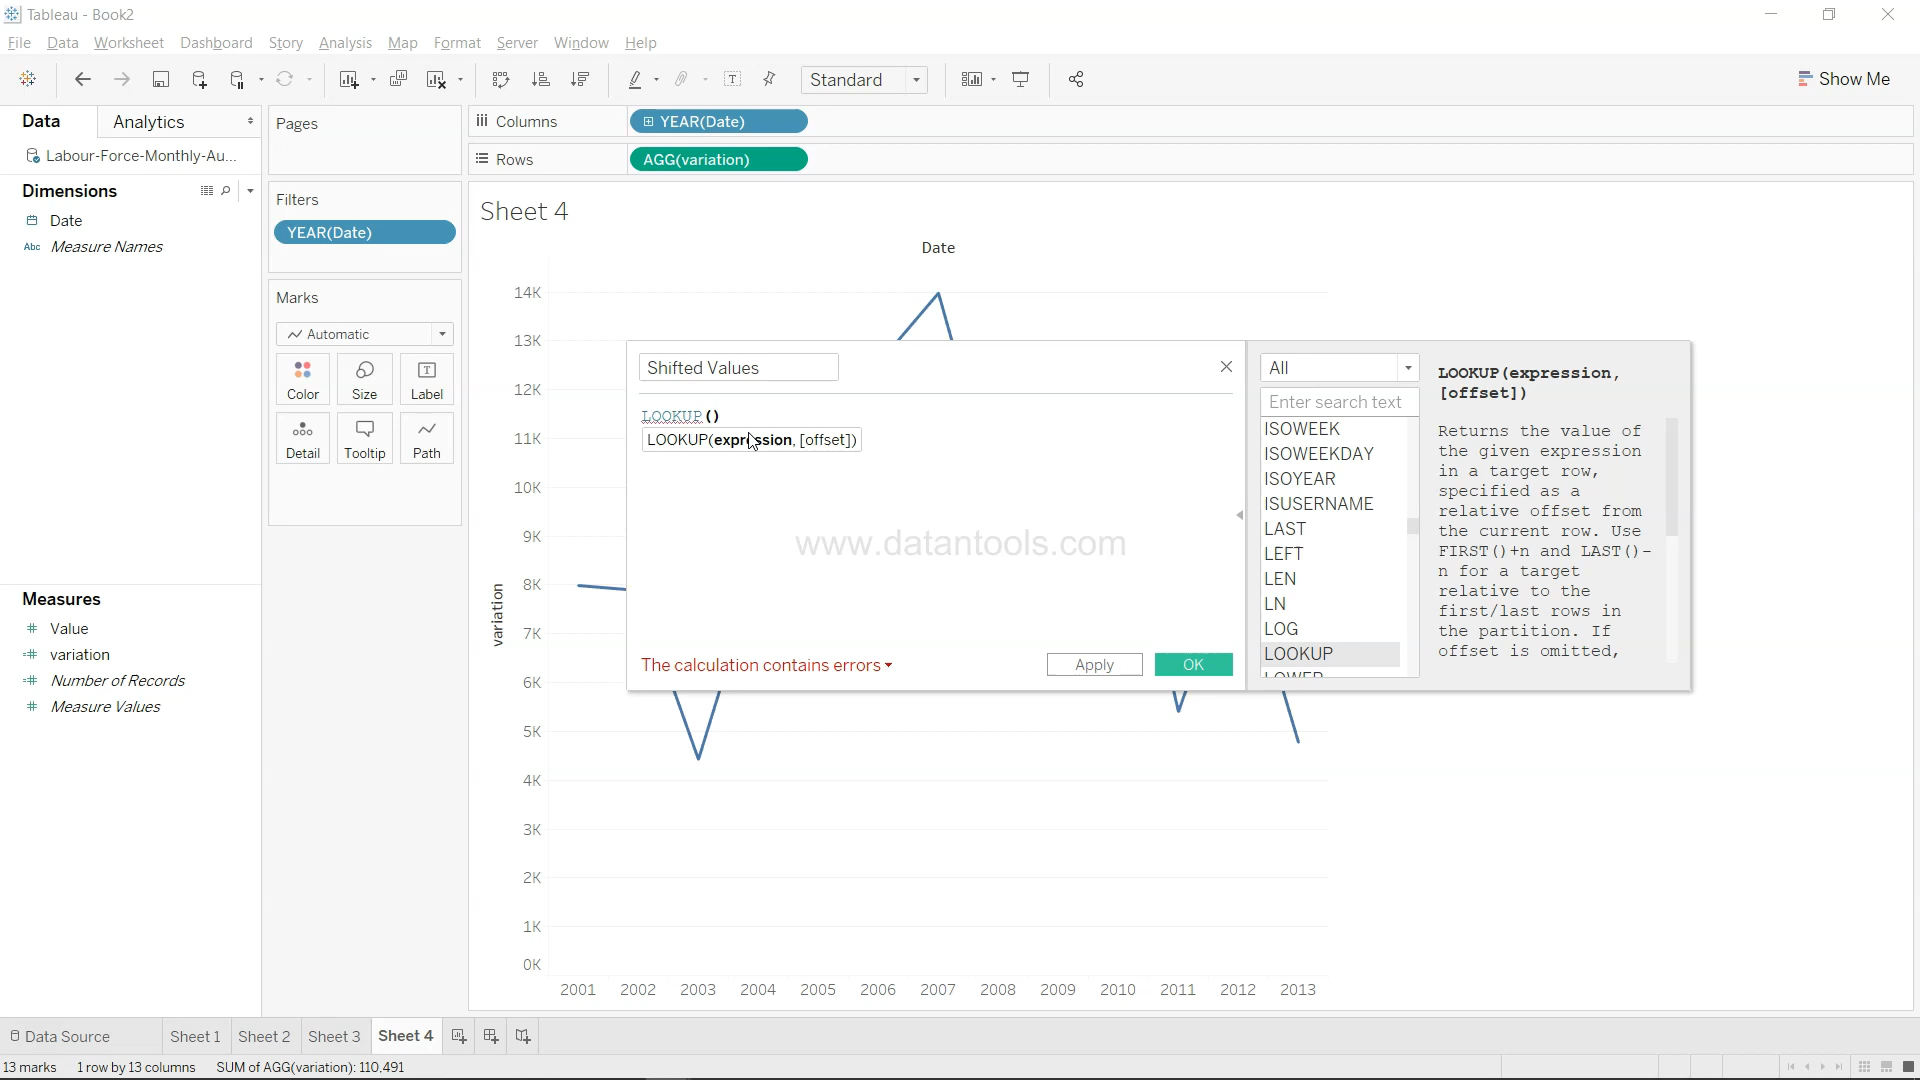 Tableau - Book2
File Data Worksheet Dashboard Story Analysis Map Format Server Window Help
Standard
Show Me
Data
Analytics
Labour-Force-Monthly-Au...
Dimensions
Date
Abc Measure Names
Measures
Value
variation
Number of Records
Measure Values
Pages
Filters
YEAR(Date)
Marks
Automatic
Color Size Label
Detail Tooltip Path
Columns YEAR(Date)
Rows AGG(variation)
Sheet 4
Date
variation
14K
13K
12K
11K
10K
9K
8K
7K
6K
5K
4K
3K
2K
1K
0K
2001 2002 2003 2004 2005 2006 2007 2008 2009 2010 2011 2012 2013
Shifted Values
LOOKUP()
LOOKUP(expression, [offset])
www.datantools.com
The calculation contains errors
Apply OK
All
Enter search text
ISOWEEK
ISOWEEKDAY
ISOYEAR
ISUSERNAME
LAST
LEFT
LEN
LN
LOG
LOOKUP
LOWER
LOOKUP(expression,
[offset])
Returns the value of
the given expression
in a target row,
specified as a
relative offset from
the current row. Use
FIRST()+n and LAST()-
n for a target
relative to the
first/last rows in
the partition. If
offset is omitted,
Data Source Sheet 1 Sheet 2 Sheet 3 Sheet 4
13 marks 1 row by 13 columns SUM of AGG(variation): 110,491